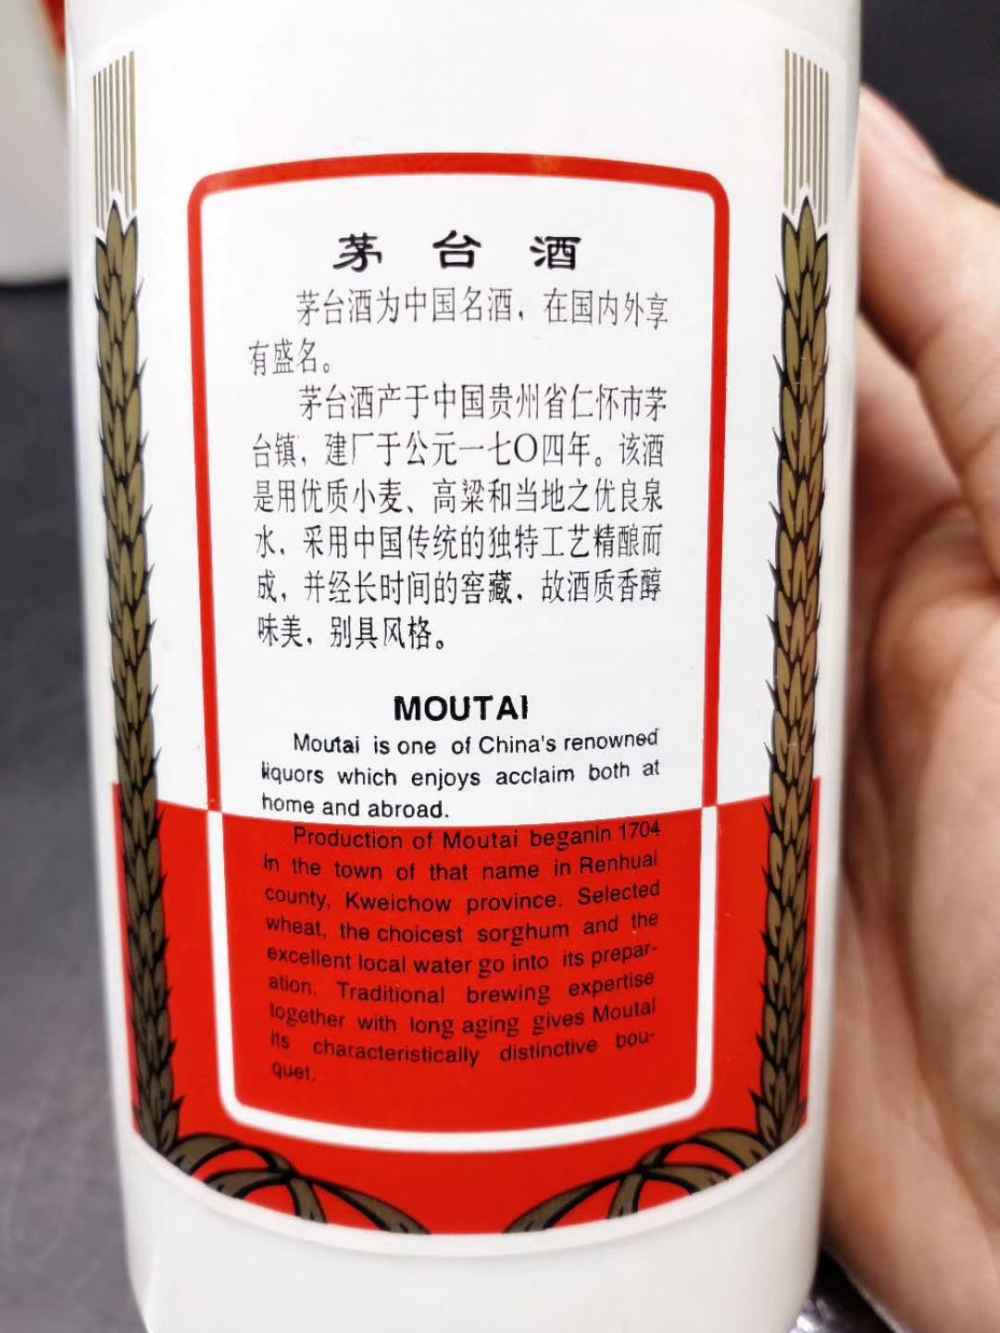 茅台酒
茅台酒为中国名酒，在国内外享
有盛名。
茅台酒产于中国贵州省仁怀市茅
台镇，建厂于公元一七〇四年。该酒
是用优质小麦、高粱和当地之优良泉
水，采用中国传统的独特工艺精酿而
成，并经长时间的窖藏，故酒质香醇
味美，别具风格。
MOUTAI
Moutai is one of China's renowned
liquors which enjoys acclaim both at
home and abroad.
Production of Moutai beganin 1704
in the town of that name in Renhuai
county, Kweichow province. Selected
wheat, the choicest sorghum and the
excellent local water go into its prepar-
ation. Traditional brewing expertise
together with long aging gives Moutai
its characteristically distinctive bou-
quet.